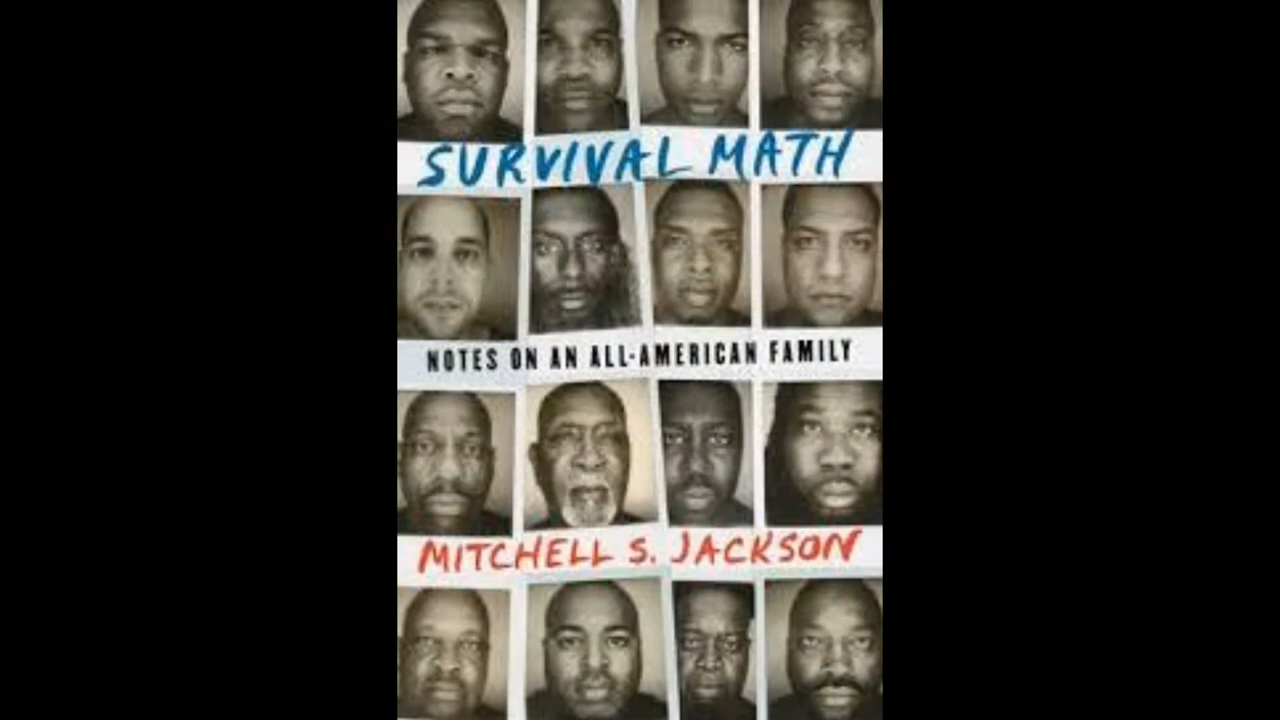 SURVIVAL MATH
NOTES ON AN ALL-AMERICAN FAMILY
MITCHELL S. JACKSON